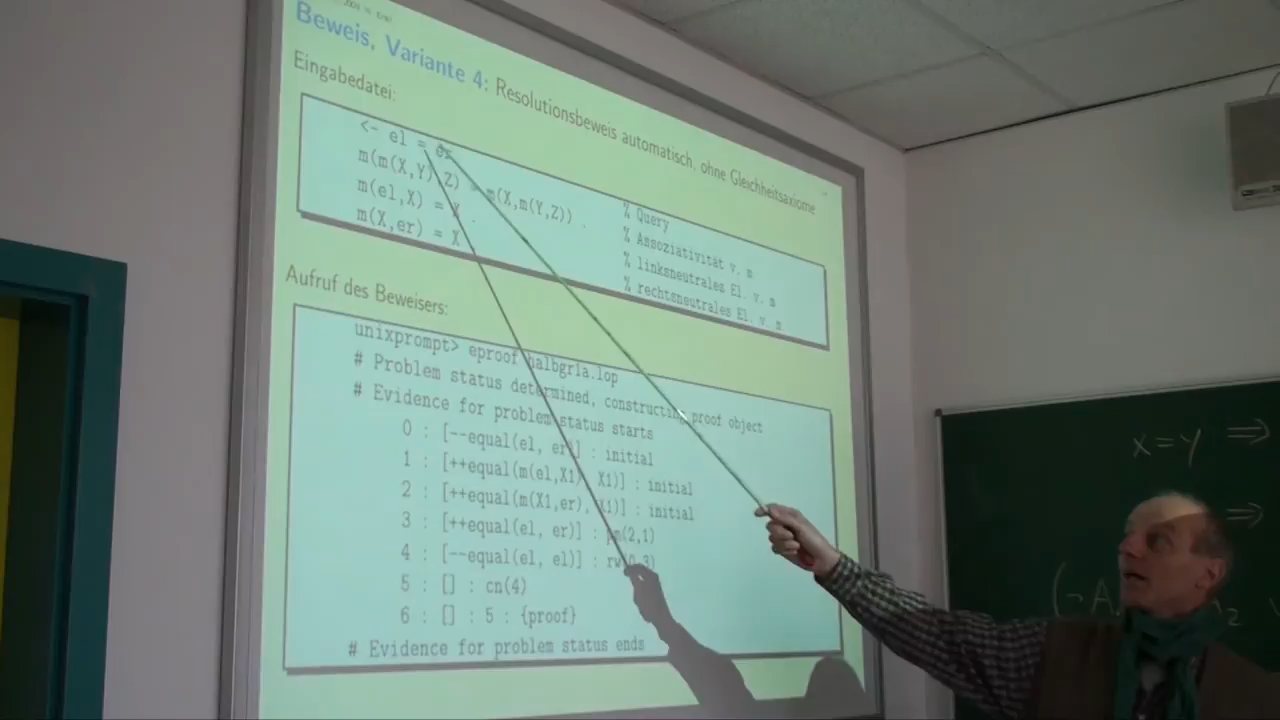 Beweis, Variante 4: Resolutionsbeweis automatisch, ohne Gleichheitsaxiome
Eingabedatei:
<- el = er % Query
m(m(X,Y),Z) = m(X,m(Y,Z)) . % Assoziativität v. m
m(el,X) = X . % linksneutrales El. v. m
m(X,er) = X % rechtsneutrales El. v. m
Aufruf des Beweisers:
unixprompt> eproof halbgr1a.lop
# Problem status determined, constructing proof object
# Evidence for problem status starts
0 : [--equal(el, er)] : initial
1 : [++equal(m(el,X1), X1)] : initial
2 : [++equal(m(X1,er), X1)] : initial
3 : [++equal(el, er)] : pm(2,1)
4 : [--equal(el, el)] : rw(0,3)
5 : [] : cn(4)
6 : [] : 5 : {proof}
# Evidence for problem status ends
x=y ⇒
⇒
(¬A
2